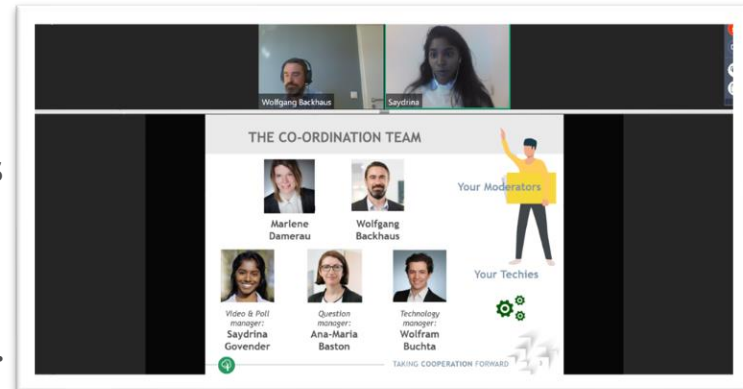 Wolfgang Backhaus
Saydrina
THE CO-ORDINATION TEAM
Your Moderators
Marlene
Damerau
Wolfgang
Backhaus
Your Techies
Video & Poll
manager:
Saydrina
Govender
Question
manager:
Ana-Maria
Baston
Technology
manager:
Wolfram
Buchta
TAKING COOPERATION FORWARD